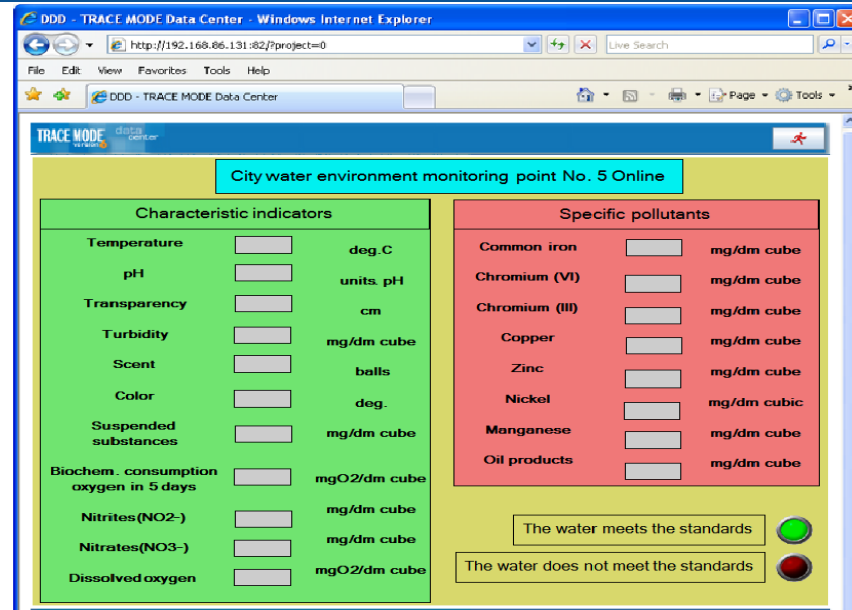 DDD - TRACE MODE Data Center - Windows Internet Explorer
http://192.168.86.131:82/?project=0
Live Search
File Edit View Favorites Tools Help
DDD - TRACE MODE Data Center
Page Tools
TRACE MODE data center
version 6
City water environment monitoring point No. 5 Online
Characteristic indicators
Temperature deg.C
pH units. pH
Transparency cm
Turbidity mg/dm cube
Scent balls
Color deg.
Suspended
substances mg/dm cube
Biochem. consumption
oxygen in 5 days mgO2/dm cube
Nitrites(NO2-) mg/dm cube
Nitrates(NO3-) mg/dm cube
Dissolved oxygen mgO2/dm cube
Specific pollutants
Common iron mg/dm cube
Chromium (VI) mg/dm cube
Chromium (III) mg/dm cube
Copper mg/dm cube
Zinc mg/dm cube
Nickel mg/dm cubic
Manganese mg/dm cube
Oil products mg/dm cube
The water meets the standards
The water does not meet the standards